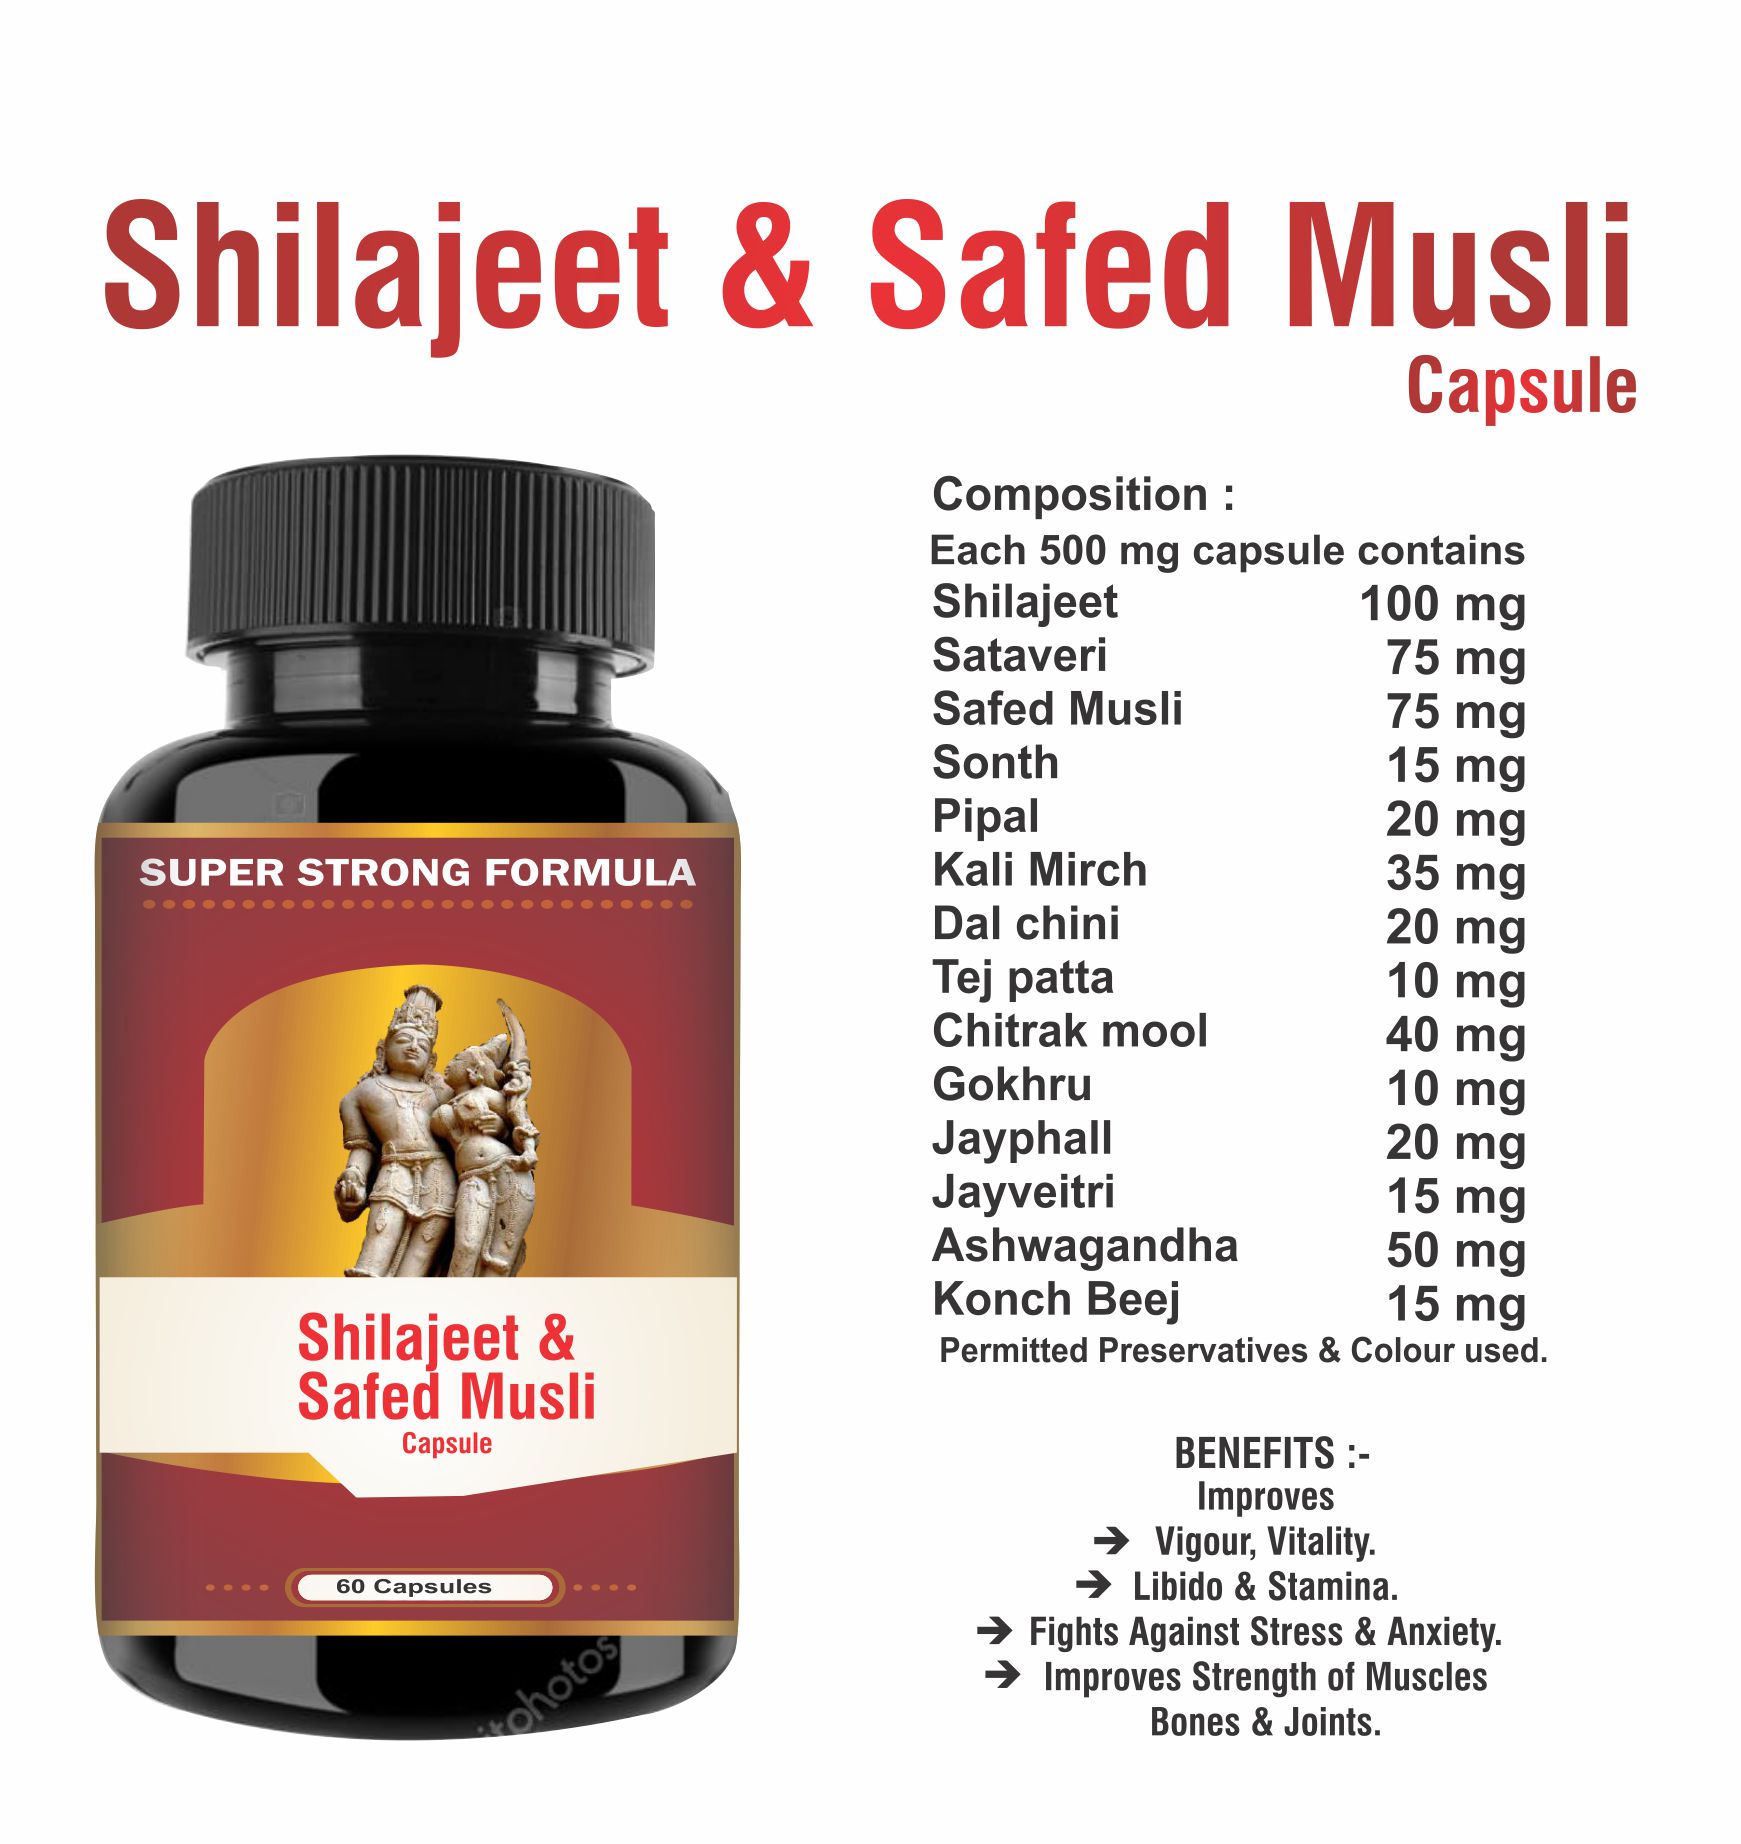 Shilajeet & Safed Musli
Capsule
SUPER STRONG FORMULA
Shilajeet &
Safed Musli
Capsule
60 Capsules
Composition :
Each 500 mg capsule contains
Shilajeet 100 mg
Sataveri 75 mg
Safed Musli 75 mg
Sonth 15 mg
Pipal 20 mg
Kali Mirch 35 mg
Dal chini 20 mg
Tej patta 10 mg
Chitrak mool 40 mg
Gokhru 10 mg
Jayphall 20 mg
Jayveitri 15 mg
Ashwagandha 50 mg
Konch Beej 15 mg
Permitted Preservatives & Colour used.
BENEFITS :-
Improves
➔ Vigour, Vitality.
➔ Libido & Stamina.
➔ Fights Against Stress & Anxiety.
➔ Improves Strength of Muscles
Bones & Joints.